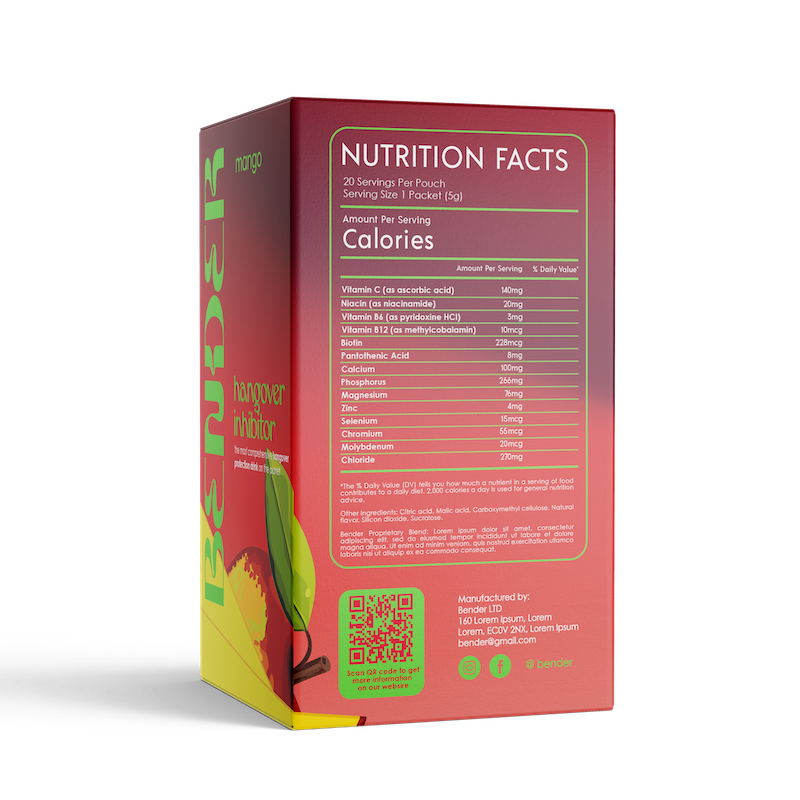 BENDER
mango
hangover
inhibitor
the most comprehensive hangover
protection drink on the planet
NUTRITION FACTS
20 Servings Per Pouch
Serving Size 1 Packet (5g)
Amount Per Serving
Calories
Amount Per Serving % Daily Value*
Vitamin C (as ascorbic acid) 140mg
Niacin (as niacinamide) 20mg
Vitamin B6 (as pyridoxine HCl) 3mg
Vitamin B12 (as methylcobalamin) 10mcg
Biotin 228mcg
Pantothenic Acid 8mg
Calcium 100mg
Phosphorus 266mg
Magnesium 76mg
Zinc 4mg
Selenium 15mcg
Chromium 55mcg
Molybdenum 20mcg
Chloride 270mg
*The % Daily Value (DV) tells you how much a nutrient in a serving of food
contributes to a daily diet. 2,000 calories a day is used for general nutrition
advice.
Other Ingredients: Citric acid, Malic acid, Carboxymethyl cellulose, Natural
flavor, Silicon dioxide, Sucralose.
Bender Proprietary Blend: Lorem ipsum dolor sit amet, consectetur
adipiscing elit, sed do eiusmod tempor incididunt ut labore et dolore
magna aliqua. Ut enim ad minim veniam, quis nostrud exercitation ullamco
laboris nisi ut aliquip ex ea commodo consequat.
Scan QR code to get
more information
on our website
Manufactured by:
Bender LTD
160 Lorem Ipsum, Lorem
Lorem, EC0V 2NX, Lorem Ipsum
bender@gmail.com
@bender